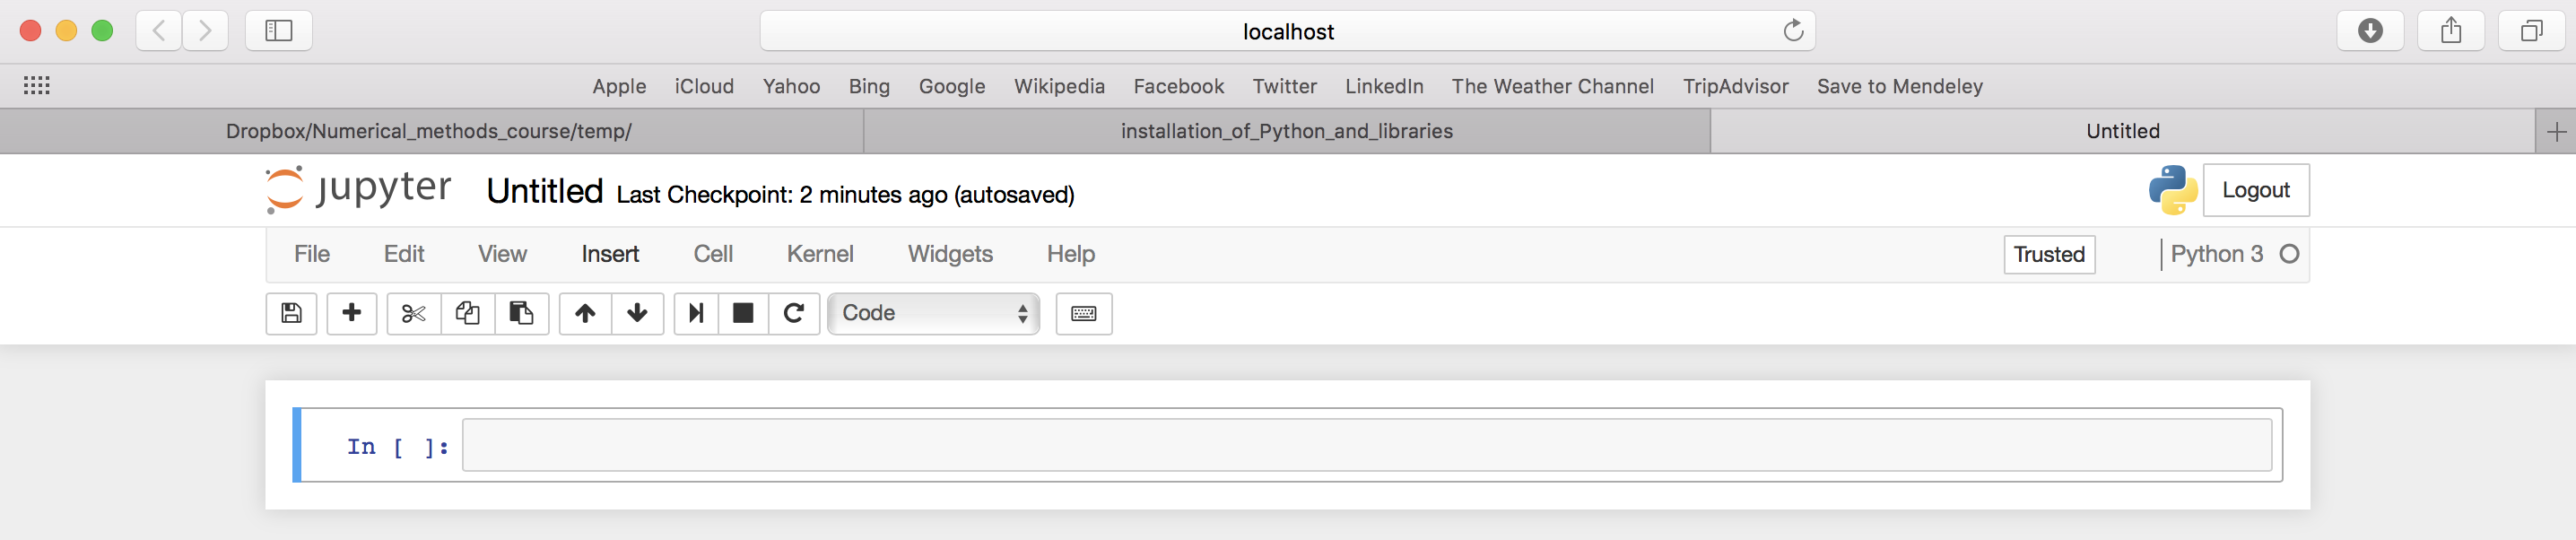 localhost
Apple iCloud Yahoo Bing Google Wikipedia Facebook Twitter LinkedIn The Weather Channel TripAdvisor Save to Mendeley
Dropbox/Numerical_methods_course/temp/ installation_of_Python_and_libraries Untitled
jupyter Untitled Last Checkpoint: 2 minutes ago (autosaved) Logout
File Edit View Insert Cell Kernel Widgets Help Trusted Python 3
Code
In [ ]: